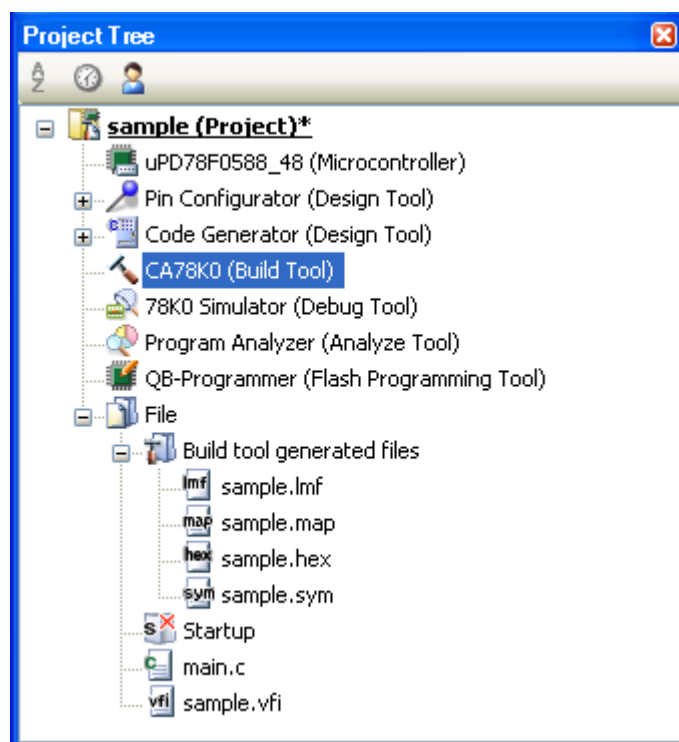 Project Tree
sample (Project)*
uPD78F0588_48 (Microcontroller)
Pin Configurator (Design Tool)
Code Generator (Design Tool)
CA78K0 (Build Tool)
78K0 Simulator (Debug Tool)
Program Analyzer (Analyze Tool)
QB-Programmer (Flash Programming Tool)
File
Build tool generated files
lmf sample.lmf
map sample.map
hex sample.hex
sym sample.sym
S Startup
C main.c
vfi sample.vfi